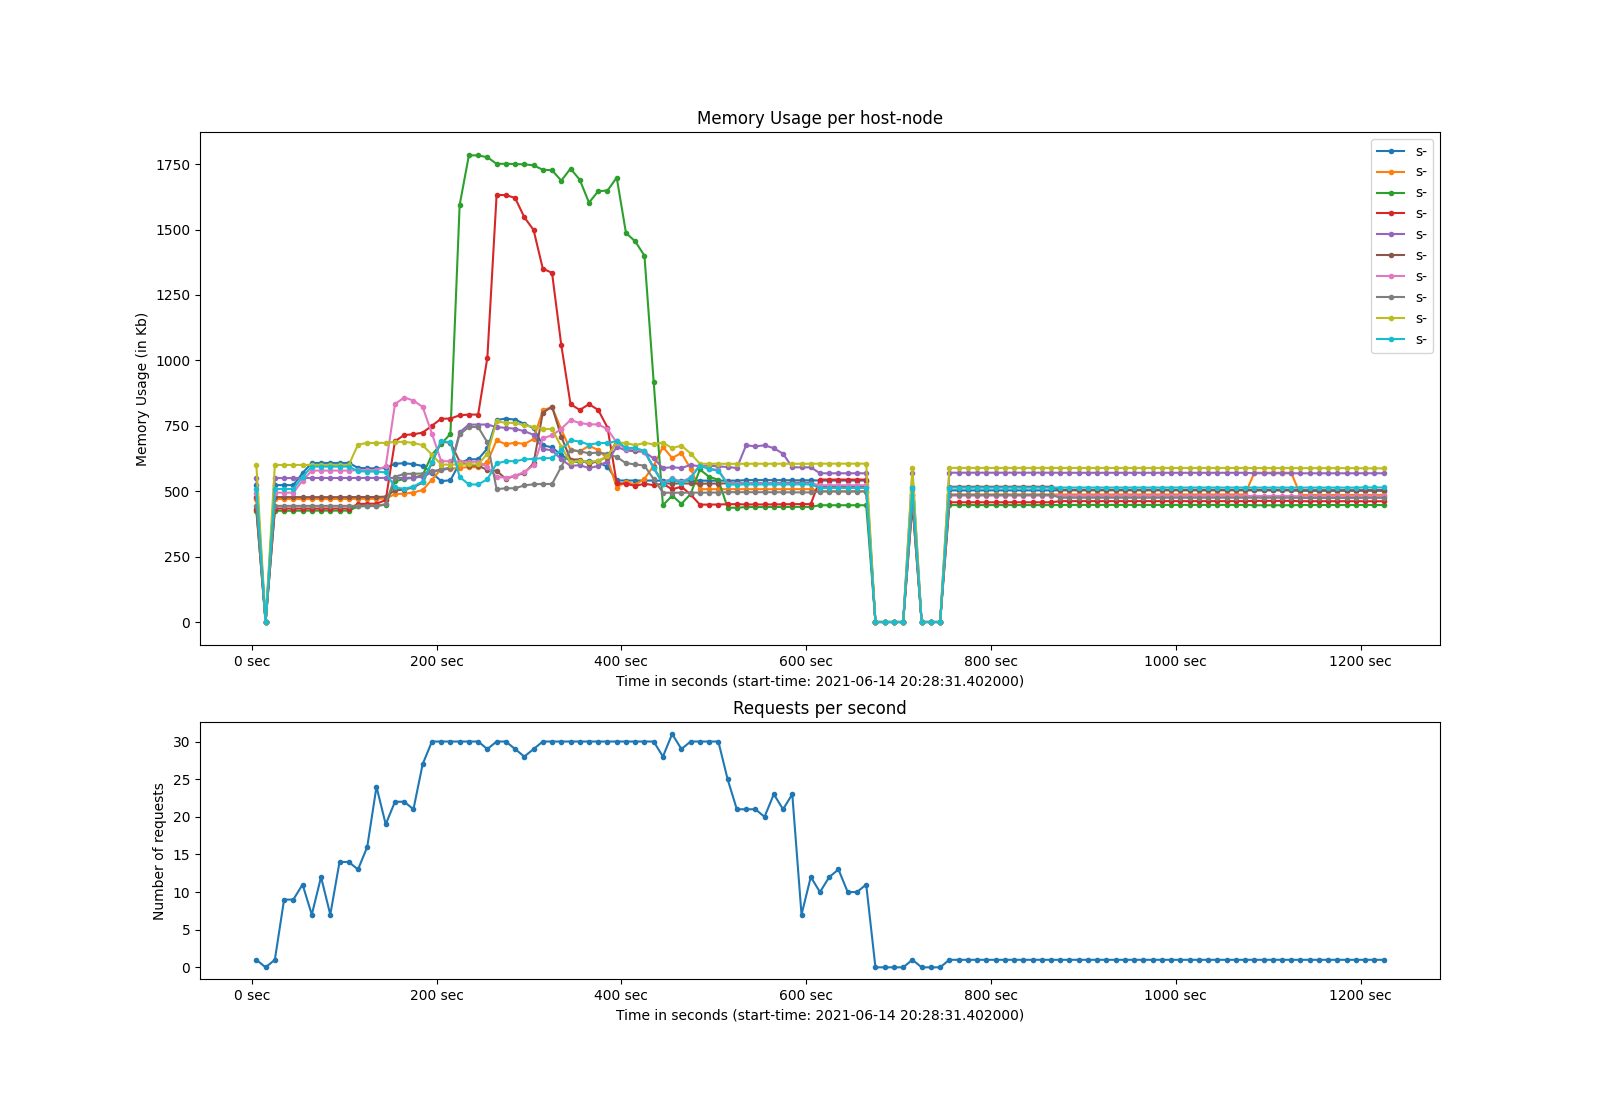 Memory Usage per host-node
Memory Usage (in Kb)
1750
1500
1250
1000
750
500
250
0
s-
s-
s-
s-
s-
s-
s-
s-
s-
s-
0 sec 200 sec 400 sec 600 sec 800 sec 1000 sec 1200 sec
Time in seconds (start-time: 2021-06-14 20:28:31.402000)
Requests per second
Number of requests
30
25
20
15
10
5
0
0 sec 200 sec 400 sec 600 sec 800 sec 1000 sec 1200 sec
Time in seconds (start-time: 2021-06-14 20:28:31.402000)